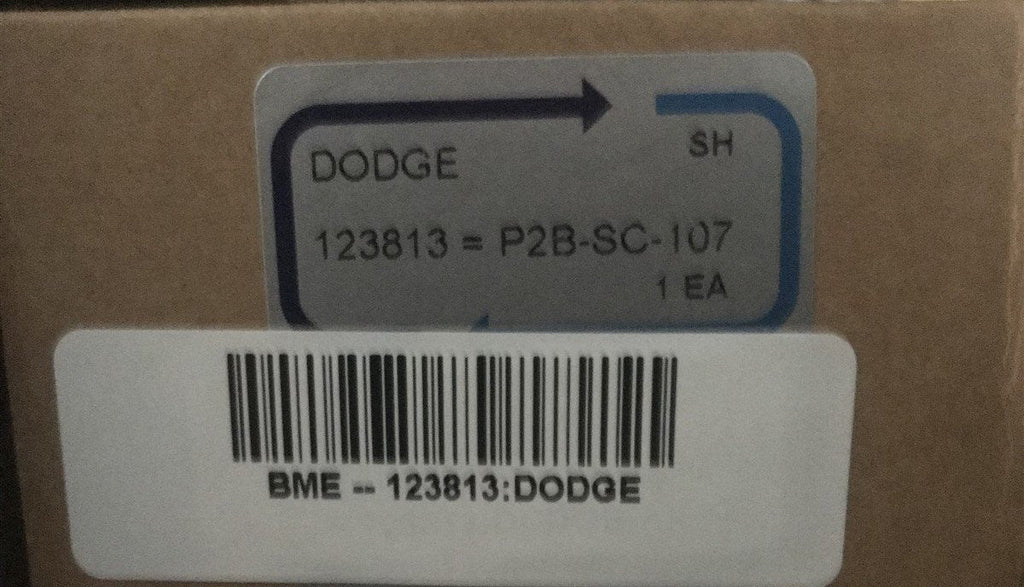 SH
DODGE
123813 = P2B-SC-107
1 EA
BME -- 123813:DODGE